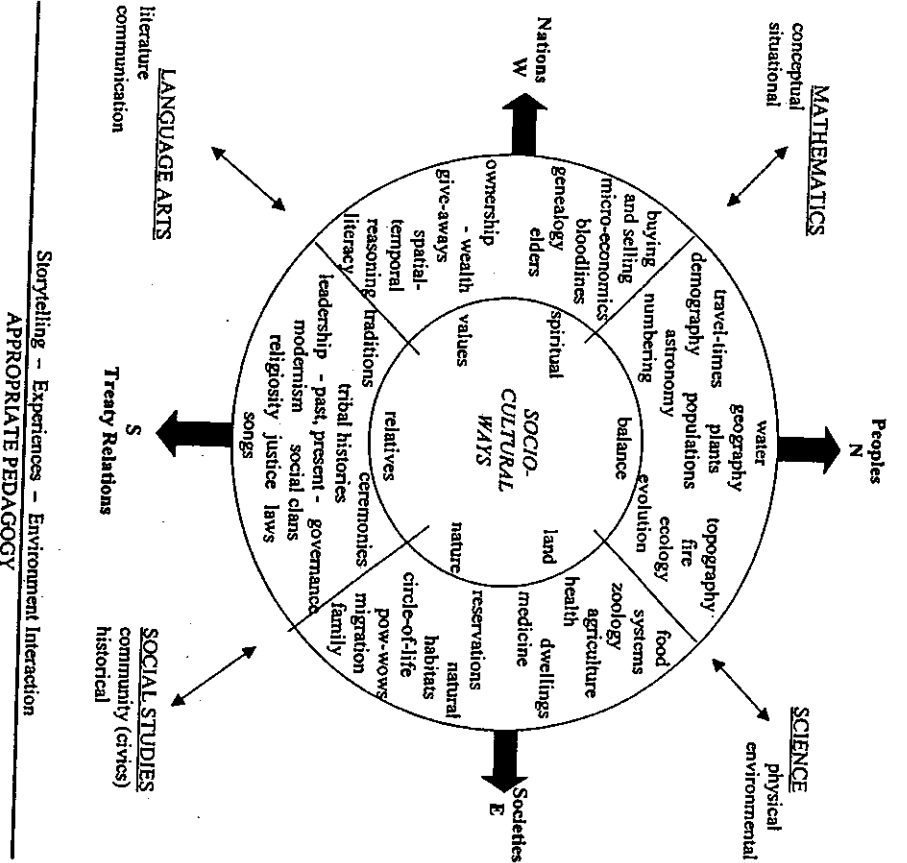 Peoples
N
MATHEMATICS
conceptual
situational
SCIENCE
physical
environmental
water
geography
travel-times
plants
demography
populations
astronomy
numbering
topography
fire
ecology
evolution
buying
and selling
micro-economics
bloodlines
genealogy
elders
ownership
- wealth
give-aways
spatial-
temporal
reasoning
literacy
Nations
W
food
systems
zoology
agriculture
health
dwellings
medicine
reservations
natural
habitats
circle-of-life
pow-wows
migration
family
Societies
E
balance
spiritual
values
SOCIO-
CULTURAL
WAYS
land
nature
relatives
traditions
ceremonies
tribal histories
leadership - past, present - governance
modernism social clans
religiosity justice laws
songs
LANGUAGE ARTS
literature
communication
SOCIAL STUDIES
community (civics)
historical
S
Treaty Relations
Storytelling – Experiences – Environment Interaction
APPROPRIATE PEDAGOGY